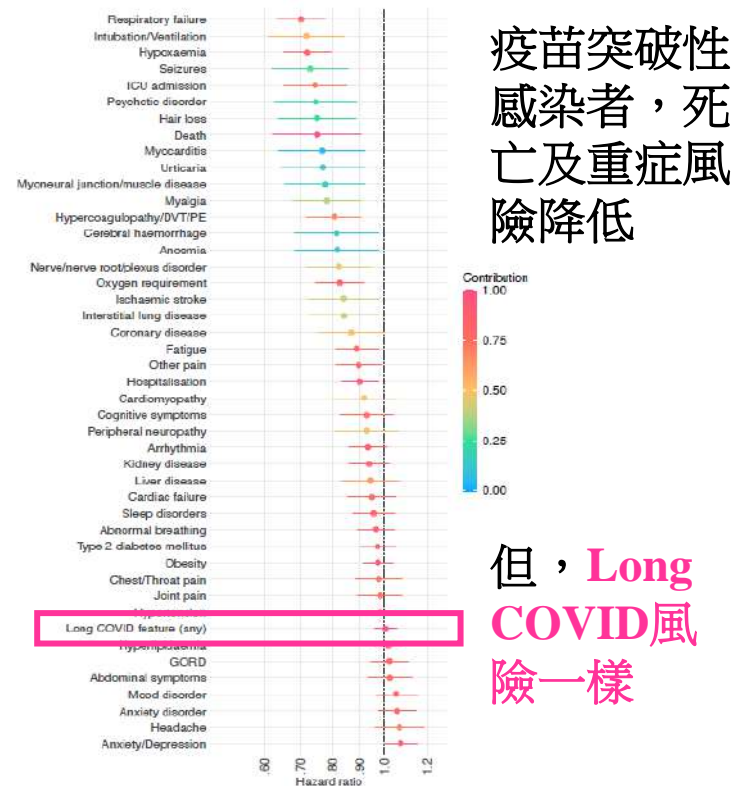 Respiratory failure
Intubation/Ventilation
Hypoxaemia
Seizures
ICU admission
Psychotic disorder
Hair loss
Death
Myocarditis
Urticaria
Myoneural junction/muscle disease
Myalgia
Hypercoagulopathy/DVT/PE
Cerebral haemorrhage
Anosmia
Nerve/nerve root/plexus disorder
Oxygen requirement
Ischaemic stroke
Interstitial lung disease
Coronary disease
Fatigue
Other pain
Hospitalisation
Cardiomyopathy
Cognitive symptoms
Peripheral neuropathy
Arrhythmia
Kidney disease
Liver disease
Cardiac failure
Sleep disorders
Abnormal breathing
Type 2 diabetes mellitus
Obesity
Chest/Throat pain
Joint pain
Long COVID feature (any)
Hyperlipidaemia
GORD
Abdominal symptoms
Mood disorder
Anxiety disorder
Headache
Anxiety/Depression
.60
.70
.80
.90
1.0
1.2
Hazard ratio
疫苗突破性
感染者，死
亡及重症風
險降低
Contribution
1.00
0.75
0.50
0.25
0.00
但，Long
COVID風
險一樣